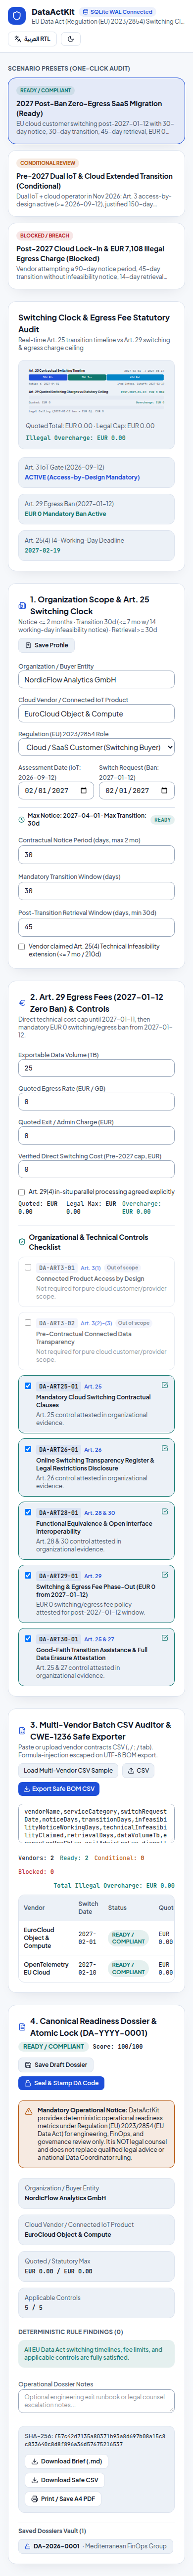 DataActKit
SQLite WAL Connected
EU Data Act (Regulation (EU) 2023/2854) Switching Cl...
العربية RTL
SCENARIO PRESETS (ONE-CLICK AUDIT)
READY / COMPLIANT
2027 Post-Ban Zero-Egress SaaS Migration
(Ready)
EU cloud customer switching post-2027-01-12 with 30-
day notice, 30-day transition, 45-day retrieval, EUR 0...
CONDITIONAL REVIEW
Pre-2027 Dual IoT & Cloud Extended Transition
(Conditional)
Dual IoT + cloud operator in Nov 2026: Art. 3 access-by-
design active (>= 2026-09-12), justified 150-day...
BLOCKED / BREACH
Post-2027 Cloud Lock-In & EUR 7,108 Illegal
Egress Charge (Blocked)
Vendor attempting a 90-day notice period, 45-day
transition without infeasibility notice, 14-day retrieval...
Switching Clock & Egress Fee Statutory
Audit
Real-time Art. 25 transition timeline vs Art. 29 switching
& egress charge ceiling
Quoted Total: EUR 0.00 · Legal Cap: EUR 0.00
Illegal Overcharge: EUR 0.00
Art. 3 IoT Gate (2026-09-12)
ACTIVE (Access-by-Design Mandatory)
Art. 29 Egress Ban (2027-01-12)
EUR 0 Mandatory Ban Active
Art. 25(4) 14-Working-Day Deadline
2027-02-19
1. Organization Scope & Art. 25
Switching Clock
Notice <= 2 months · Transition 30d (<= 7 mo w/ 14
working-day infeasibility notice) · Retrieval >= 30d
Save Profile
Organization / Buyer Entity
NordicFlow Analytics GmbH
Cloud Vendor / Connected IoT Product
EuroCloud Object & Compute
Regulation (EU) 2023/2854 Role
Cloud / SaaS Customer (Switching Buyer)
Assessment Date (IoT: 2026-09-12)
Switch Request (Ban: 2027-01-12)
02/01/2027
02/01/2027
Max Notice: 2027-04-01 · Max Transition: 30d
READY
Contractual Notice Period (days, max 2 mo)
30
Mandatory Transition Window (days)
30
Post-Transition Retrieval Window (days, min 30d)
45
Vendor claimed Art. 25(4) Technical Infeasibility
extension (<= 7 mo / 210d)
2. Art. 29 Egress Fees (2027-01-12
Zero Ban) & Controls
Direct technical cost cap until 2027-01-11, then
mandatory EUR 0 switching/egress ban from 2027-01-
12.
Exportable Data Volume (TB)
25
Quoted Egress Rate (EUR / GB)
0
Quoted Exit / Admin Charge (EUR)
0
Verified Direct Switching Cost (Pre-2027 cap, EUR)
0
Art. 29(4) in-situ parallel processing agreed explicitly
Quoted: EUR 0.00
Legal Max: EUR 0.00
Overcharge: EUR 0.00
Organizational & Technical Controls
Checklist
DA-ART3-01 Art. 3(1) Out of scope
Connected Product Access by Design
Not required for pure cloud customer/provider
scope.
DA-ART3-02 Art. 3(2)-(3) Out of scope
Pre-Contractual Connected Data
Transparency
Not required for pure cloud customer/provider
scope.
DA-ART25-01 Art. 25
Mandatory Cloud Switching Contractual
Clauses
Art. 25 control attested in organizational
evidence.
DA-ART26-01 Art. 26
Online Switching Transparency Register &
Legal Restrictions Disclosure
Art. 26 control attested in organizational
evidence.
DA-ART28-01 Art. 28 & 30
Functional Equivalence & Open Interface
Interoperability
Art. 28 & 30 control attested in
organizational evidence.
DA-ART29-01 Art. 29
Switching & Egress Fee Phase-Out (EUR 0
from 2027-01-12)
EUR 0 switching/egress fee policy
attested for post-2027-01-12 window.
DA-ART30-01 Art. 25 & 27
Good-Faith Transition Assistance & Full
Data Erasure Attestation
Art. 25 & 27 control attested in
organizational evidence.
3. Multi-Vendor Batch CSV Auditor &
CWE-1236 Safe Exporter
Paste or upload vendor contracts CSV (, / ; / tab).
Formula-injection escaped on UTF-8 BOM export.
Load Multi-Vendor CSV Sample
CSV
Export Safe BOM CSV
vendorName,serviceCategory,switchRequest
Date,noticeDays,transitionDays,infeasibi
lityNoticeWorkingDays,technicalInfeasibi
lityClaimed,retrievalDays,dataVolumeTb,e
Vendors: 2 Ready: 2 Conditional: 0
Blocked: 0
Total Illegal Overcharge: EUR 0.00
Vendor Switch Date Status
EuroCloud Object & Compute 2027-02-01 READY / COMPLIANT EUR 0.00
OpenTelemetry EU Cloud 2027-02-10 READY / COMPLIANT EUR 0.00
4. Canonical Readiness Dossier &
Atomic Lock (DA-YYYY-0001)
READY / COMPLIANT Score: 100/100
Save Draft Dossier
Seal & Stamp DA Code
Mandatory Operational Notice: DataActKit
provides deterministic operational readiness
metrics under Regulation (EU) 2023/2854 (EU
Data Act) for engineering, FinOps, and
governance review only. It is NOT legal counsel
and does not replace qualified legal advice or
a national Data Coordinator ruling.
Organization / Buyer Entity
NordicFlow Analytics GmbH
Cloud Vendor / Connected IoT Product
EuroCloud Object & Compute
Quoted / Statutory Max
EUR 0.00 / EUR 0.00
Applicable Controls
5 / 5
DETERMINISTIC RULE FINDINGS (0)
All EU Data Act switching timelines, fee limits, and
applicable controls are fully satisfied.
Operational Dossier Notes
Optional engineering exit runbook or legal counsel
escalation notes...
Download Brief (.md)
Download Safe CSV
Print / Save A4 PDF
Saved Dossiers Vault (1)
DA-2026-0001 · Mediterranean FinOps Group